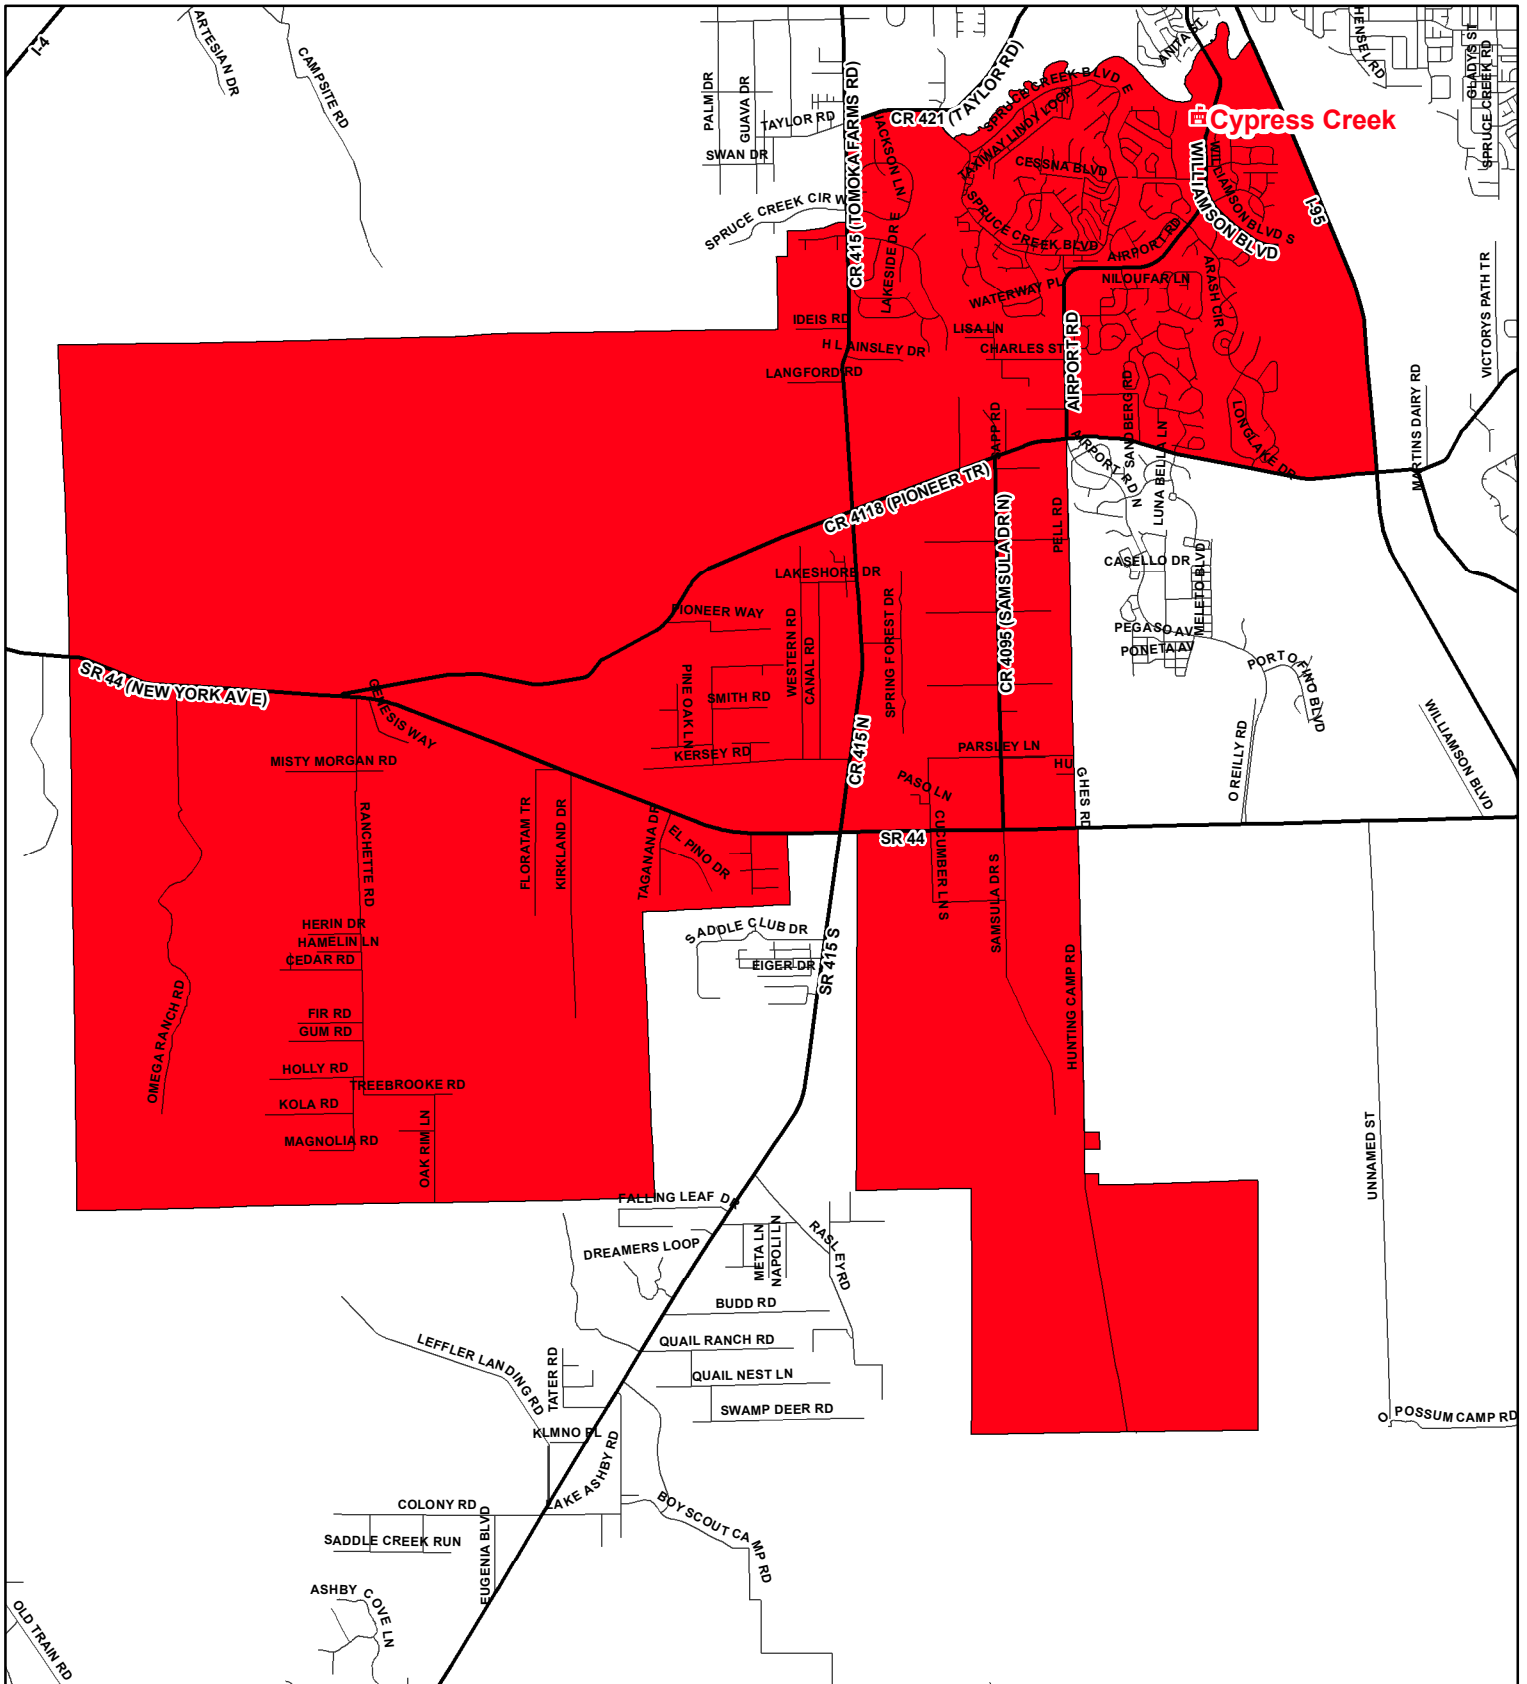 I-4
ARTESIAN DR
CAMPSITE RD
PALM DR
GUAVA DR
TAYLOR RD
SWAN DR
SPRUCE CREEK CIR W
CR 415 (TOMOKA FARMS RD)
CR 421 (TAYLOR RD)
JACKSON LN
LAKESIDE DR E
SPRUCE CREEK BLVD E
TAXIWAY LINDY LOOP
CESSNA BLVD
SPRUCE CREEK BLVD
ANITA ST
Cypress Creek
WILLIAMSON BLVD
WILLIAMSON BLVD S
I-95
HENSEL RD
GLADYS ST
SPRUCE CREEK RD
AIRPORT RD
NILOUFAR LN
ARASH CIR
WATERWAY PL
VICTORYS PATH TR
IDEIS RD
LISA LN
H L AINSLEY DR
CHARLES ST
LANGFORD RD
AIRPORT RD
SANDBERG RD
LONGLAKE DR
MARTINS DAIRY RD
SAPP RD
AIRPORT RD N
LUNA BELLA LN
CR 4118 (PIONEER TR)
PELL RD
CR 4095 (SAMSULA DR N)
CASELLO DR
MELETO BLVD
LAKESHORE DR
PIONEER WAY
WESTERN RD
CANAL RD
SPRING FOREST DR
PEGASO AV
PONETA AV
PORTOFINO BLVD
SR 44 (NEW YORK AV E)
GENESIS WAY
PINE OAK LN
SMITH RD
KERSEY RD
CR 415 N
PARSLEY LN
HUGHES RD
PASO LN
O REILLY RD
WILLIAMSON BLVD
MISTY MORGAN RD
RANCHETTE RD
FLORATAM TR
KIRKLAND DR
TAGANANA DR
EL PINO DR
SR 44
CUCUMBER LN S
SAMSULA DR S
HERIN DR
HAMELIN LN
CEDAR RD
SADDLE CLUB DR
EIGER DR
SR 415 S
HUNTING CAMP RD
OMEGA RANCH RD
FIR RD
GUM RD
HOLLY RD
TREEBROOKE RD
KOLA RD
MAGNOLIA RD
OAK RIM LN
UNNAMED ST
FALLING LEAF DR
DREAMERS LOOP
META LN
NAPOLI LN
RASLEY RD
BUDD RD
LEFFLER LANDING RD
TATER RD
QUAIL RANCH RD
QUAIL NEST LN
SWAMP DEER RD
O POSSUM CAMP RD
KLMNO PL
LAKE ASHBY RD
COLONY RD
SADDLE CREEK RUN
EUGENIA BLVD
BOY SCOUT CAMP RD
ASHBY COVE LN
OLD TRAIN RD